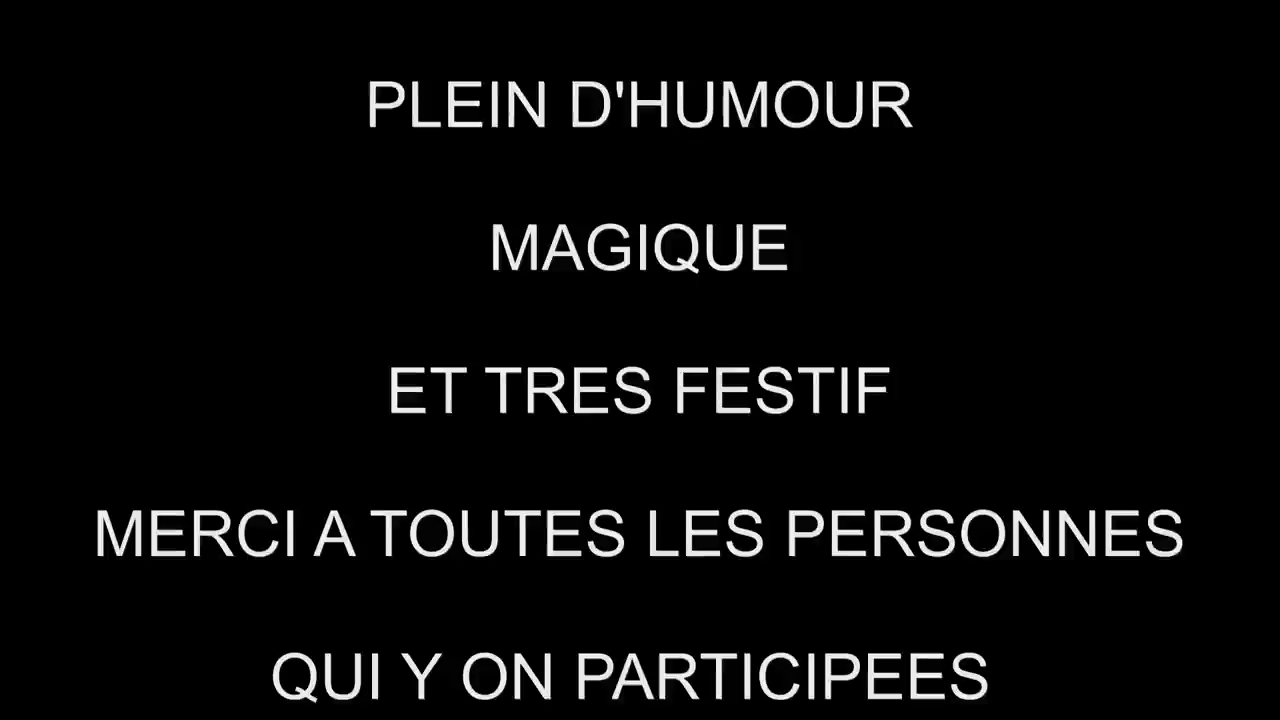 PLEIN D'HUMOUR
MAGIQUE
ET TRES FESTIF
MERCI A TOUTES LES PERSONNES
QUI Y ON PARTICIPEES